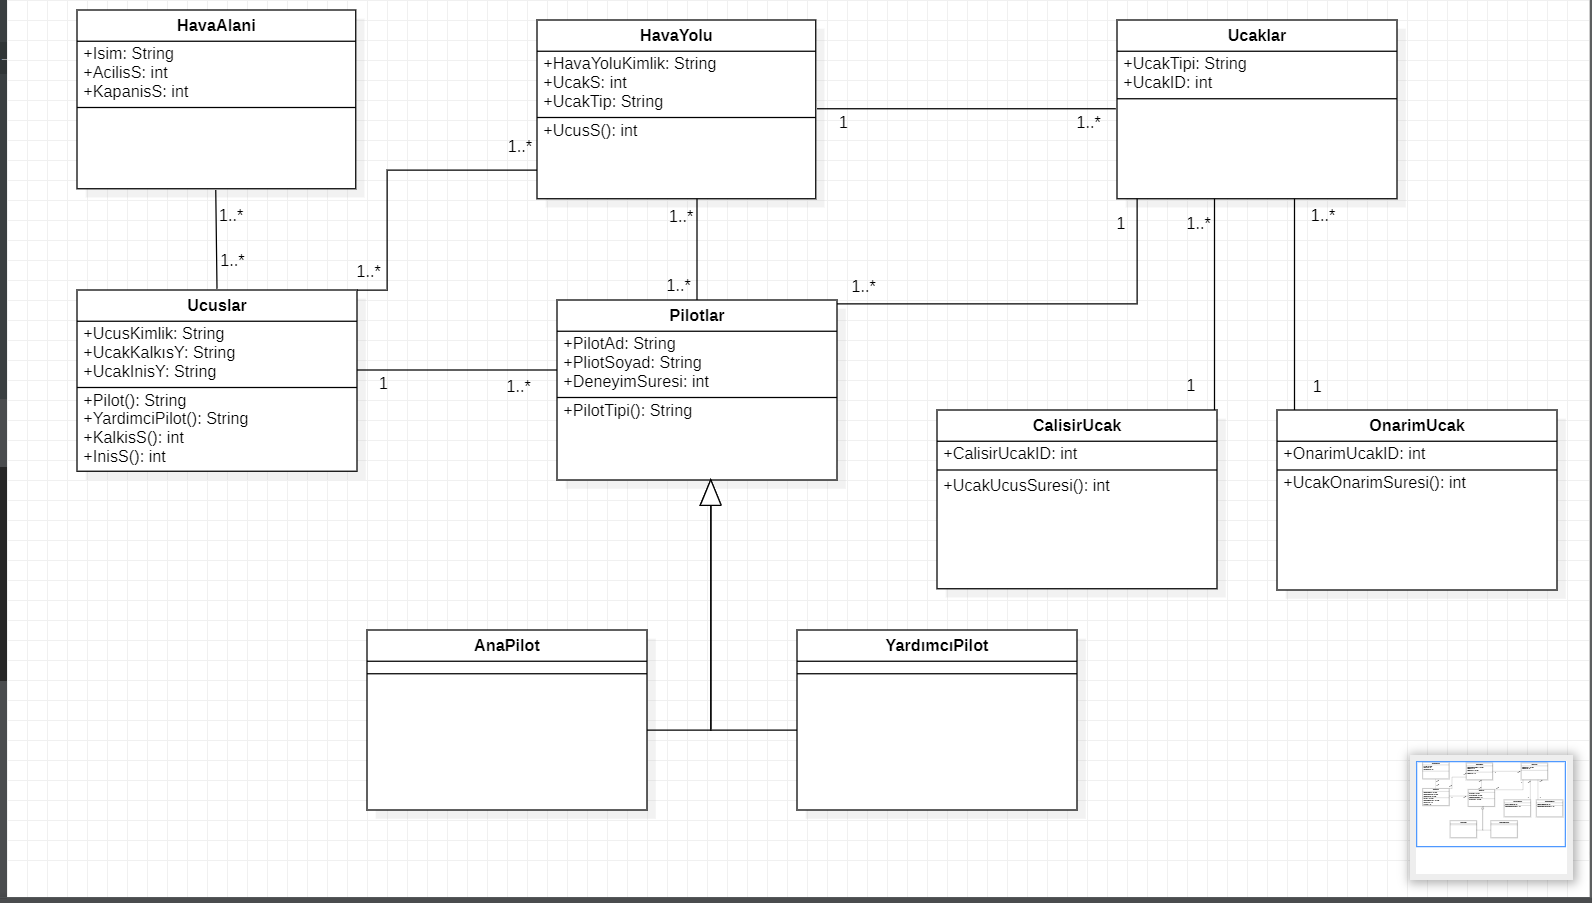 HavaAlani
+Isim: String
+AcilisS: int
+KapanisS: int
HavaYolu
+HavaYoluKimlik: String
+UcakS: int
+UcakTip: String
+UcusS(): int
Ucaklar
+UcakTipi: String
+UcakID: int
1
1..*
1..*
1..*
1..*
1..*
1..*
1..*
1
1..*
1..*
1..*
Ucuslar
+UcusKimlik: String
+UcakKalkısY: String
+UcakInisY: String
+Pilot(): String
+YardimciPilot(): String
+KalkisS(): int
+InisS(): int
1
1..*
Pilotlar
+PilotAd: String
+PliotSoyad: String
+DeneyimSuresi: int
+PilotTipi(): String
1
1
CalisirUcak
+CalisirUcakID: int
+UcakUcusSuresi(): int
OnarimUcak
+OnarimUcakID: int
+UcakOnarimSuresi(): int
AnaPilot
YardımcıPilot